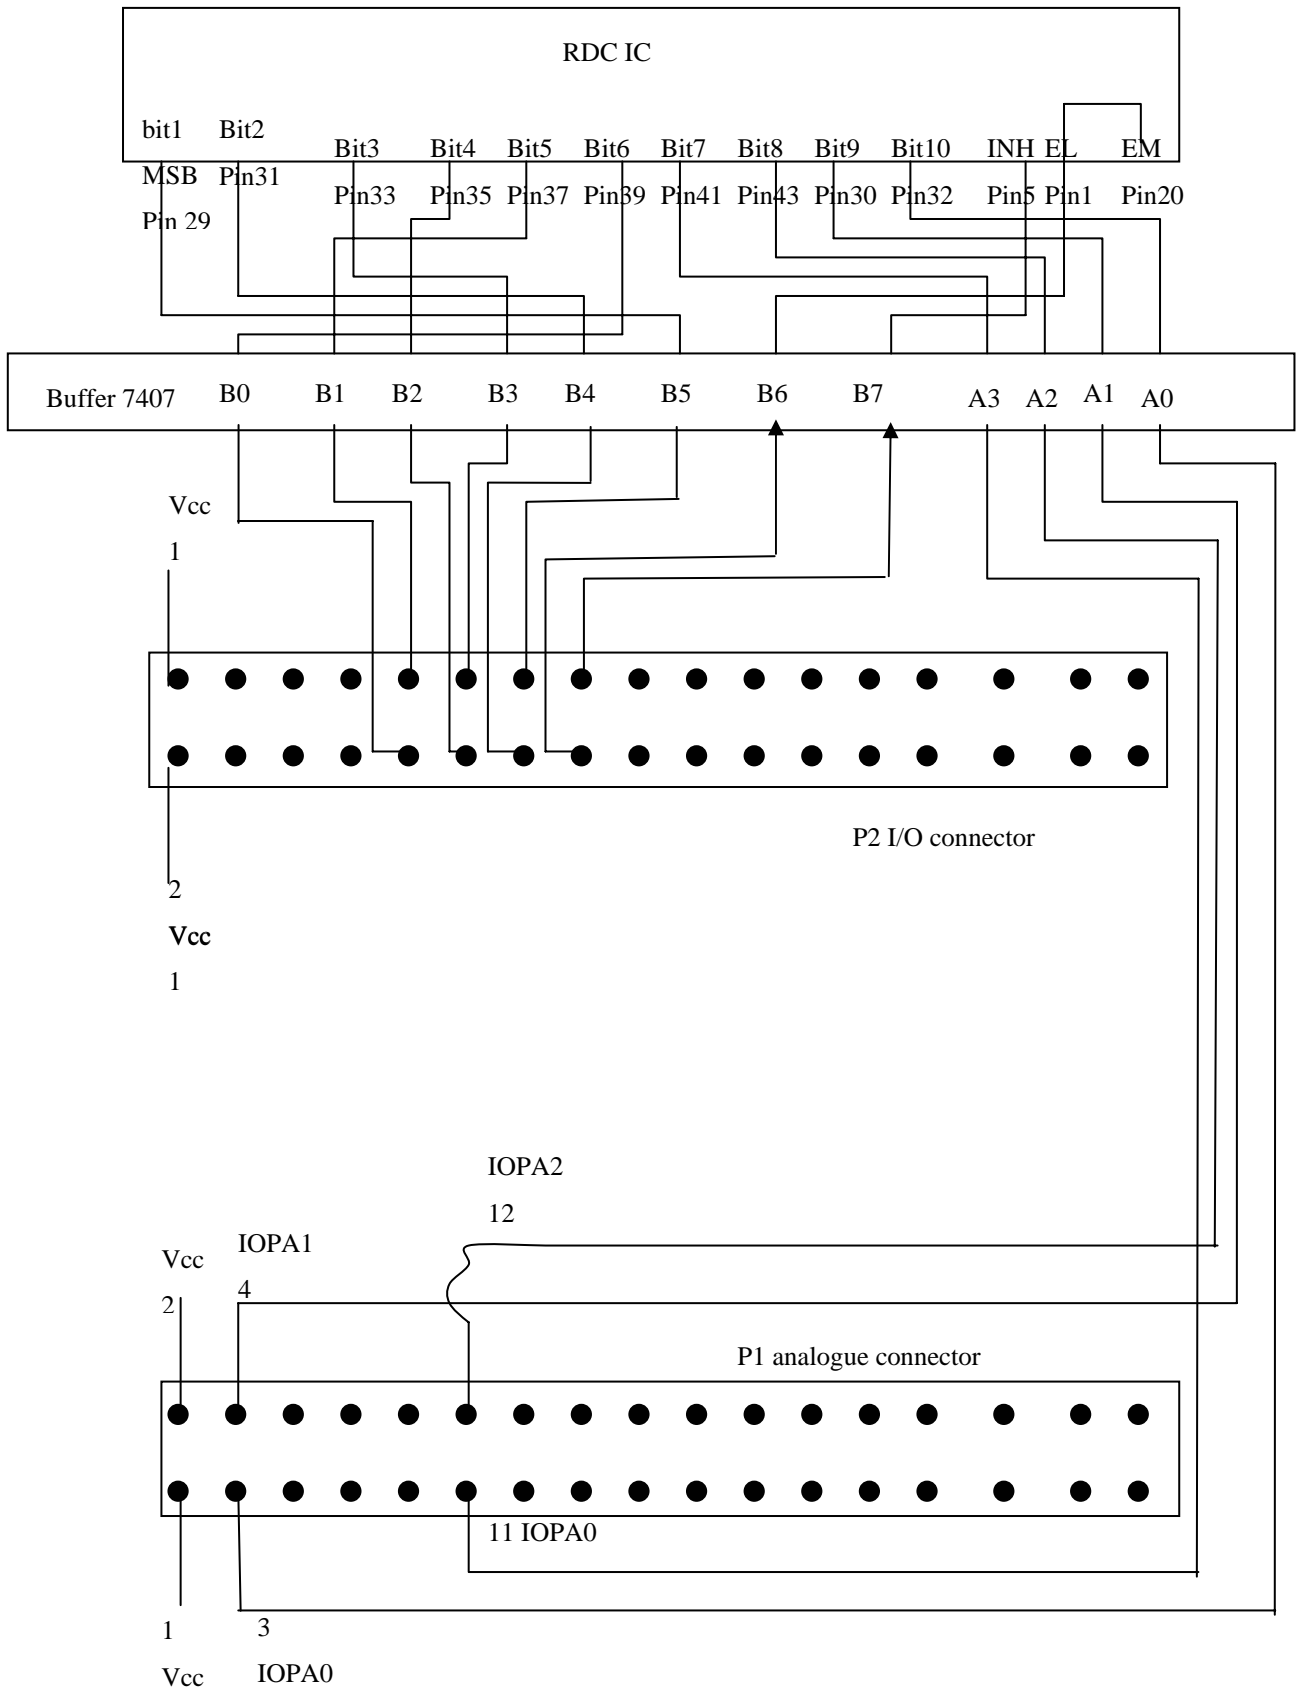 RDC IC
bit1 Bit2
Bit3 Bit4 Bit5 Bit6 Bit7 Bit8 Bit9 Bit10 INH EL EM
MSB Pin31
Pin33 Pin35 Pin37 Pin39 Pin41 Pin43 Pin30 Pin32 Pin5 Pin1 Pin20
Pin 29
Buffer 7407 B0 B1 B2 B3 B4 B5 B6 B7 A3 A2 A1 A0
Vcc
1
P2 I/O connector
2
Vcc
1
IOPA2
12
IOPA1
Vcc
4
2
P1 analogue connector
11 IOPA0
1 3
Vcc IOPA0